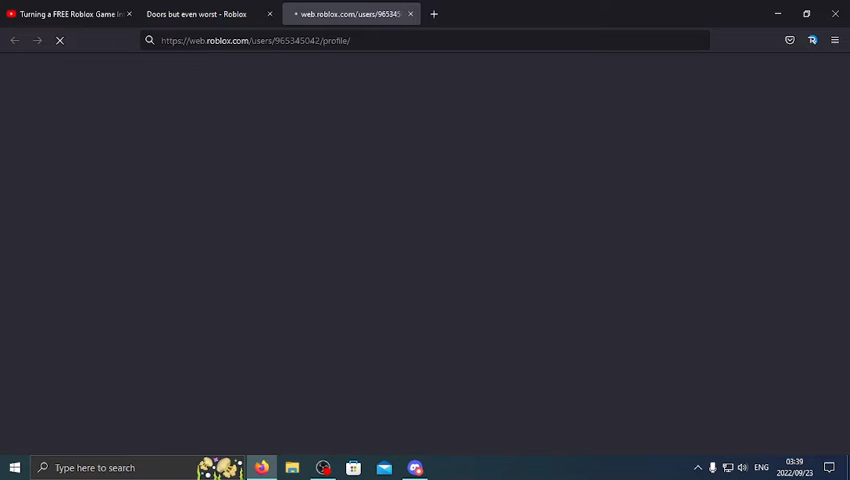 Turning a FREE Roblox Game In
Doors but even worst - Roblox
web.roblox.com/users/965345
https://web.roblox.com/users/965345042/profile/
Type here to search
ENG
03:39
2022/09/23